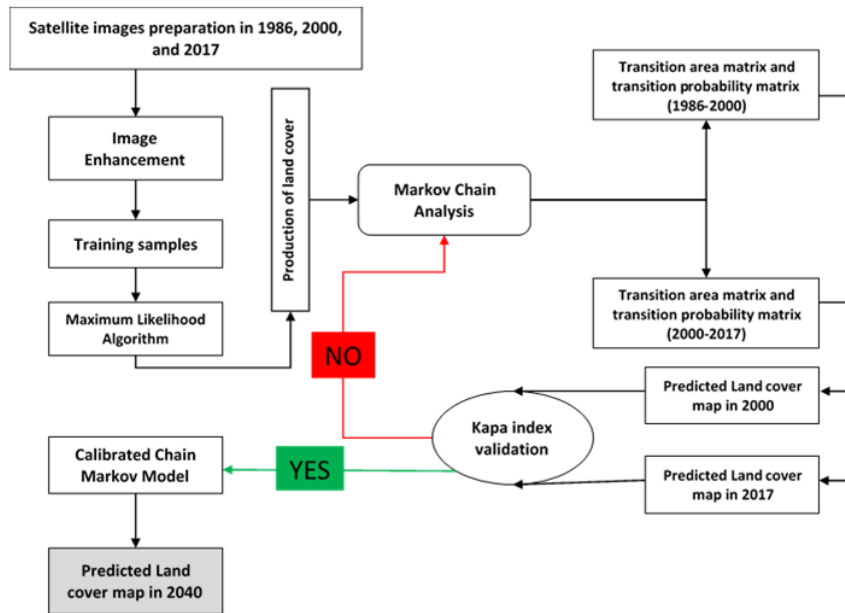 Satellite images preparation in 1986, 2000,
and 2017
Image
Enhancement
Training samples
Maximum Likelihood
Algorithm
Production of land cover
Markov Chain
Analysis
Transition area matrix and
transition probability matrix
(1986-2000)
Transition area matrix and
transition probability matrix
(2000-2017)
Predicted Land cover
map in 2000
Predicted Land cover
map in 2017
Kapa index
validation
NO
YES
Calibrated Chain
Markov Model
Predicted Land
cover map in 2040